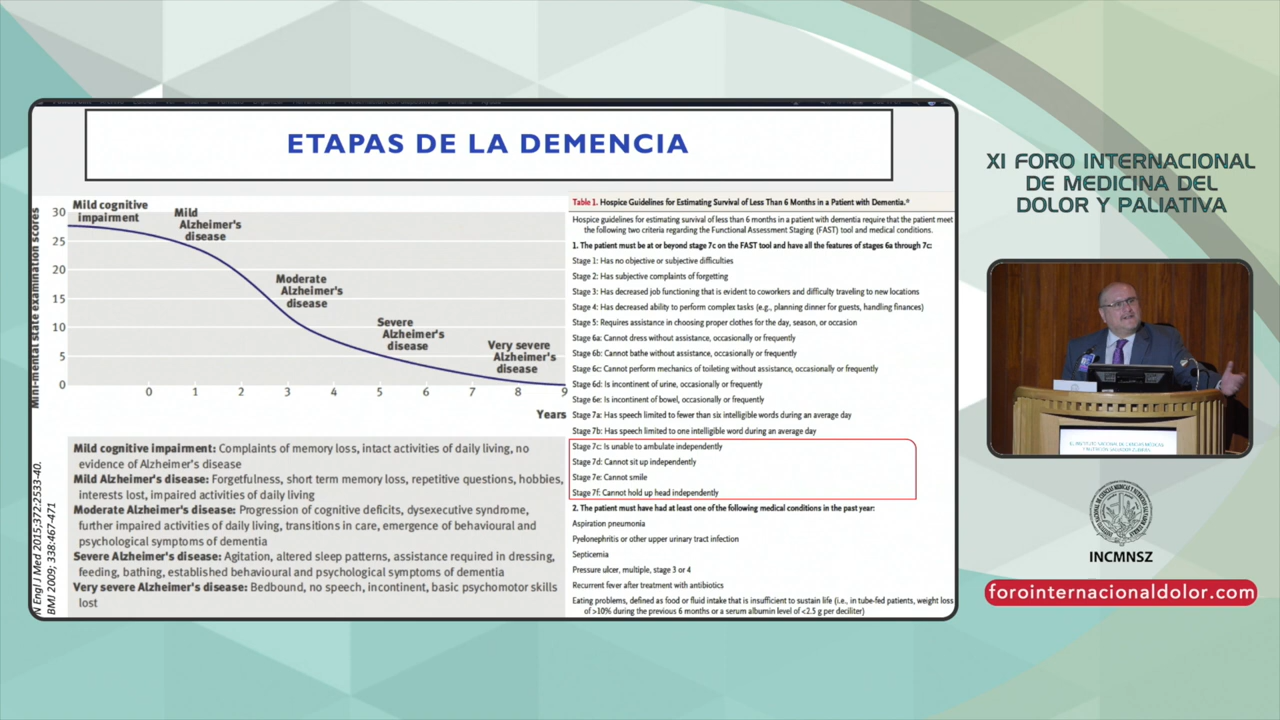 ETAPAS DE LA DEMENCIA
Mini-mental state examination scores
30
25
20
15
10
5
0
Mild cognitive
impairment
Mild
Alzheimer's
disease
Moderate
Alzheimer's
disease
Severe
Alzheimer's
disease
Very severe
Alzheimer's
disease
0 1 2 3 4 5 6 7 8 9
Years
Mild cognitive impairment: Complaints of memory loss, intact activities of daily living, no
evidence of Alzheimer's disease
Mild Alzheimer's disease: Forgetfulness, short term memory loss, repetitive questions, hobbies,
interests lost, impaired activities of daily living
Moderate Alzheimer's disease: Progression of cognitive deficits, dysexecutive syndrome,
further impaired activities of daily living, transitions in care, emergence of behavioural and
psychological symptoms of dementia
Severe Alzheimer's disease: Agitation, altered sleep patterns, assistance required in dressing,
feeding, bathing, established behavioural and psychological symptoms of dementia
Very severe Alzheimer's disease: Bedbound, no speech, incontinent, basic psychomotor skills
lost
N Engl J Med 2015;372:2533-40.
BMJ 2009; 338:467-471
Table 1. Hospice Guidelines for Estimating Survival of Less Than 6 Months in a Patient with Dementia.*
Hospice guidelines for estimating survival of less than 6 months in a patient with dementia require that the patient meet
the following two criteria regarding the Functional Assessment Staging (FAST) tool and medical conditions.
1. The patient must be at or beyond stage 7c on the FAST tool and have all the features of stages 6a through 7c:
Stage 1: Has no objective or subjective difficulties
Stage 2: Has subjective complaints of forgetting
Stage 3: Has decreased job functioning that is evident to coworkers and difficulty traveling to new locations
Stage 4: Has decreased ability to perform complex tasks (e.g., planning dinner for guests, handling finances)
Stage 5: Requires assistance in choosing proper clothes for the day, season, or occasion
Stage 6a: Cannot dress without assistance, occasionally or frequently
Stage 6b: Cannot bathe without assistance, occasionally or frequently
Stage 6c: Cannot perform mechanics of toileting without assistance, occasionally or frequently
Stage 6d: Is incontinent of urine, occasionally or frequently
Stage 6e: Is incontinent of bowel, occasionally or frequently
Stage 7a: Has speech limited to fewer than six intelligible words during an average day
Stage 7b: Has speech limited to one intelligible word during an average day
Stage 7c: Is unable to ambulate independently
Stage 7d: Cannot sit up independently
Stage 7e: Cannot smile
Stage 7f: Cannot hold up head independently
2. The patient must have had at least one of the following medical conditions in the past year:
Aspiration pneumonia
Pyelonephritis or other upper urinary tract infection
Septicemia
Pressure ulcer, multiple, stage 3 or 4
Recurrent fever after treatment with antibiotics
Eating problems, defined as food or fluid intake that is insufficient to sustain life (i.e., in tube-fed patients, weight loss
of >10% during the previous 6 months or a serum albumin level of <2.5 g per deciliter)
XI FORO INTERNACIONAL
DE MEDICINA DEL
DOLOR Y PALIATIVA
INCMNSZ
forointernacionaldolor.com